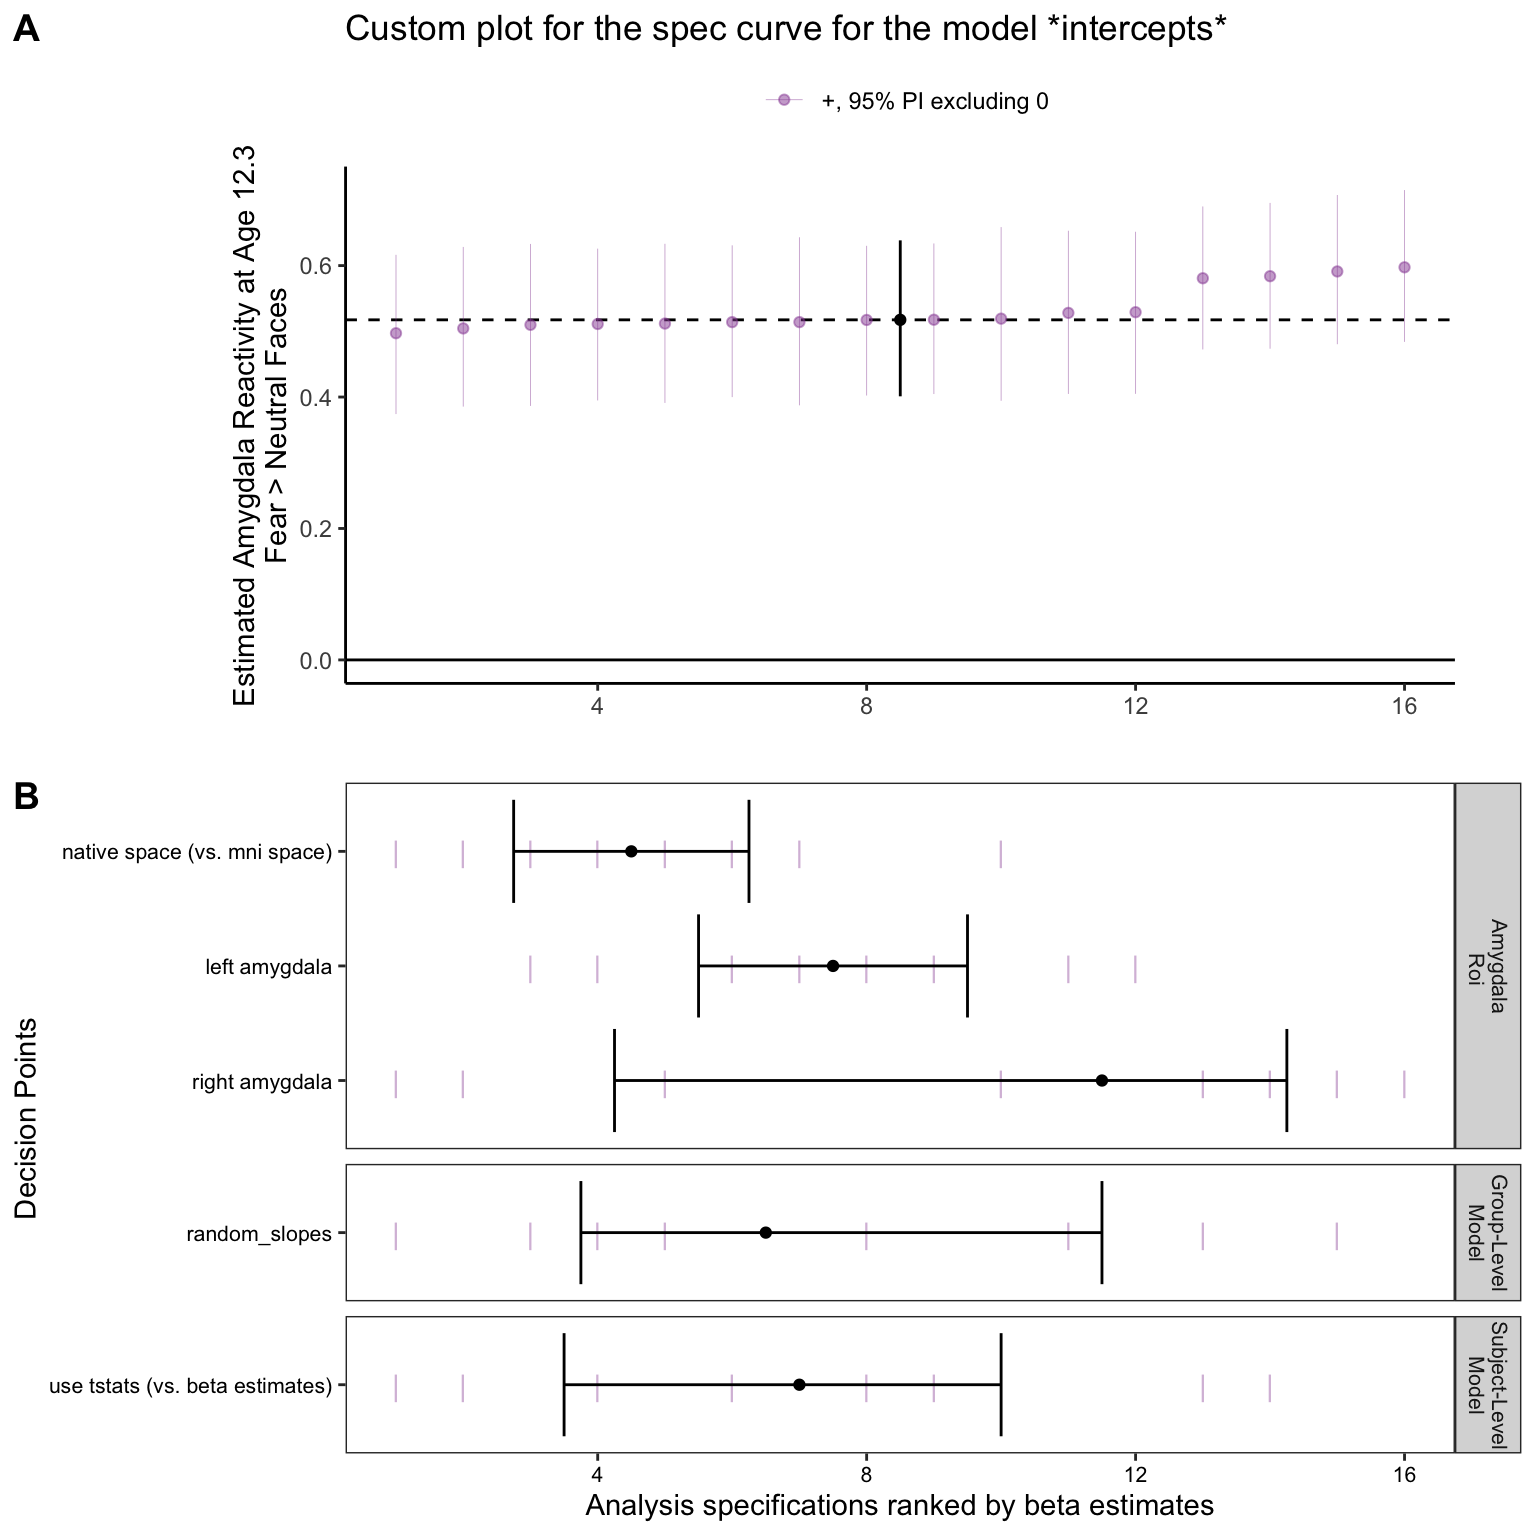 A
Custom plot for the spec curve for the model *intercepts*
+, 95% PI excluding 0
Estimated Amygdala Reactivity at Age 12.3
Fear > Neutral Faces
0.6
0.4
0.2
0.0
4 8 12 16
B
Decision Points
native space (vs. mni space)
left amygdala
right amygdala
Amygdala
Roi
random_slopes
Group-Level
Model
use tstats (vs. beta estimates)
Subject-Level
Model
4 8 12 16
Analysis specifications ranked by beta estimates